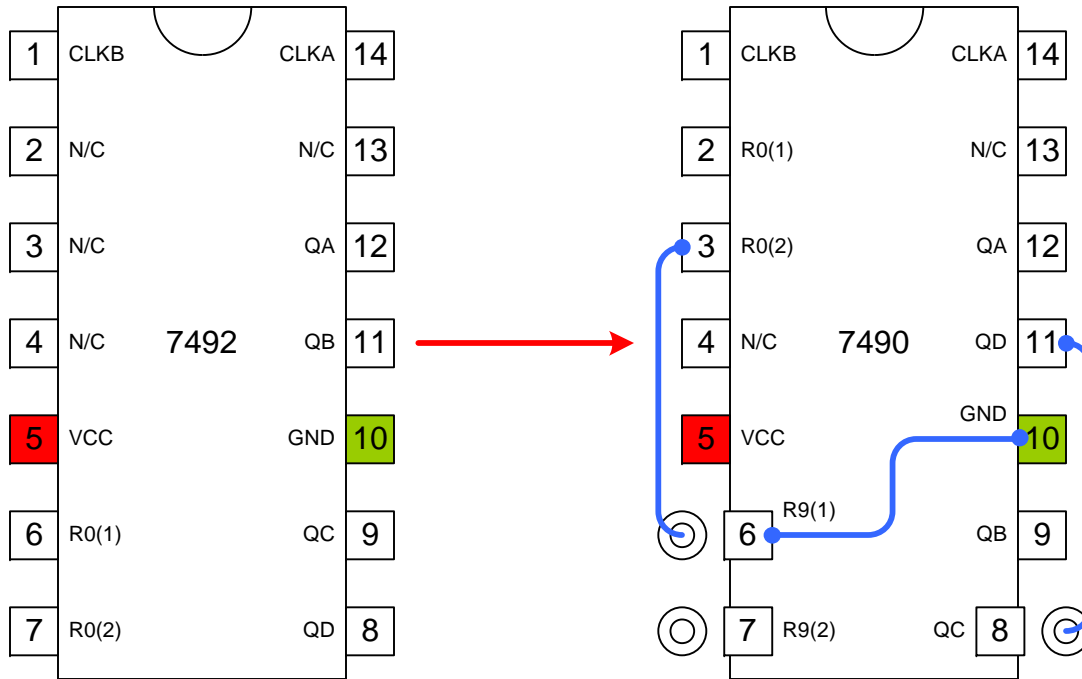 1 CLKB CLKA 14
2 N/C N/C 13
3 N/C QA 12
4 N/C 7492 QB 11
5 VCC GND 10
6 R0(1) QC 9
7 R0(2) QD 8
1 CLKB CLKA 14
2 R0(1) N/C 13
3 R0(2) QA 12
4 N/C 7490 QD 11
5 VCC GND 10
6 R9(1) QB 9
7 R9(2) QC 8